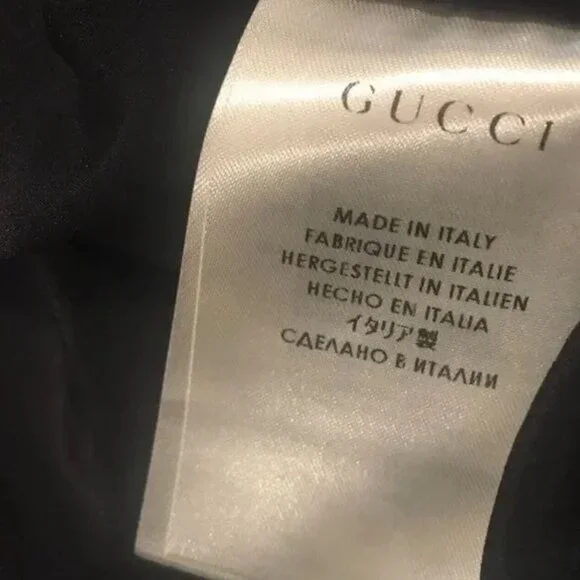 GUCCI
MADE IN ITALY
FABRIQUE EN ITALIE
HERGESTELLT IN ITALIEN
HECHO EN ITALIA
イタリア製
СДЕЛАНО В ИТАЛИИ